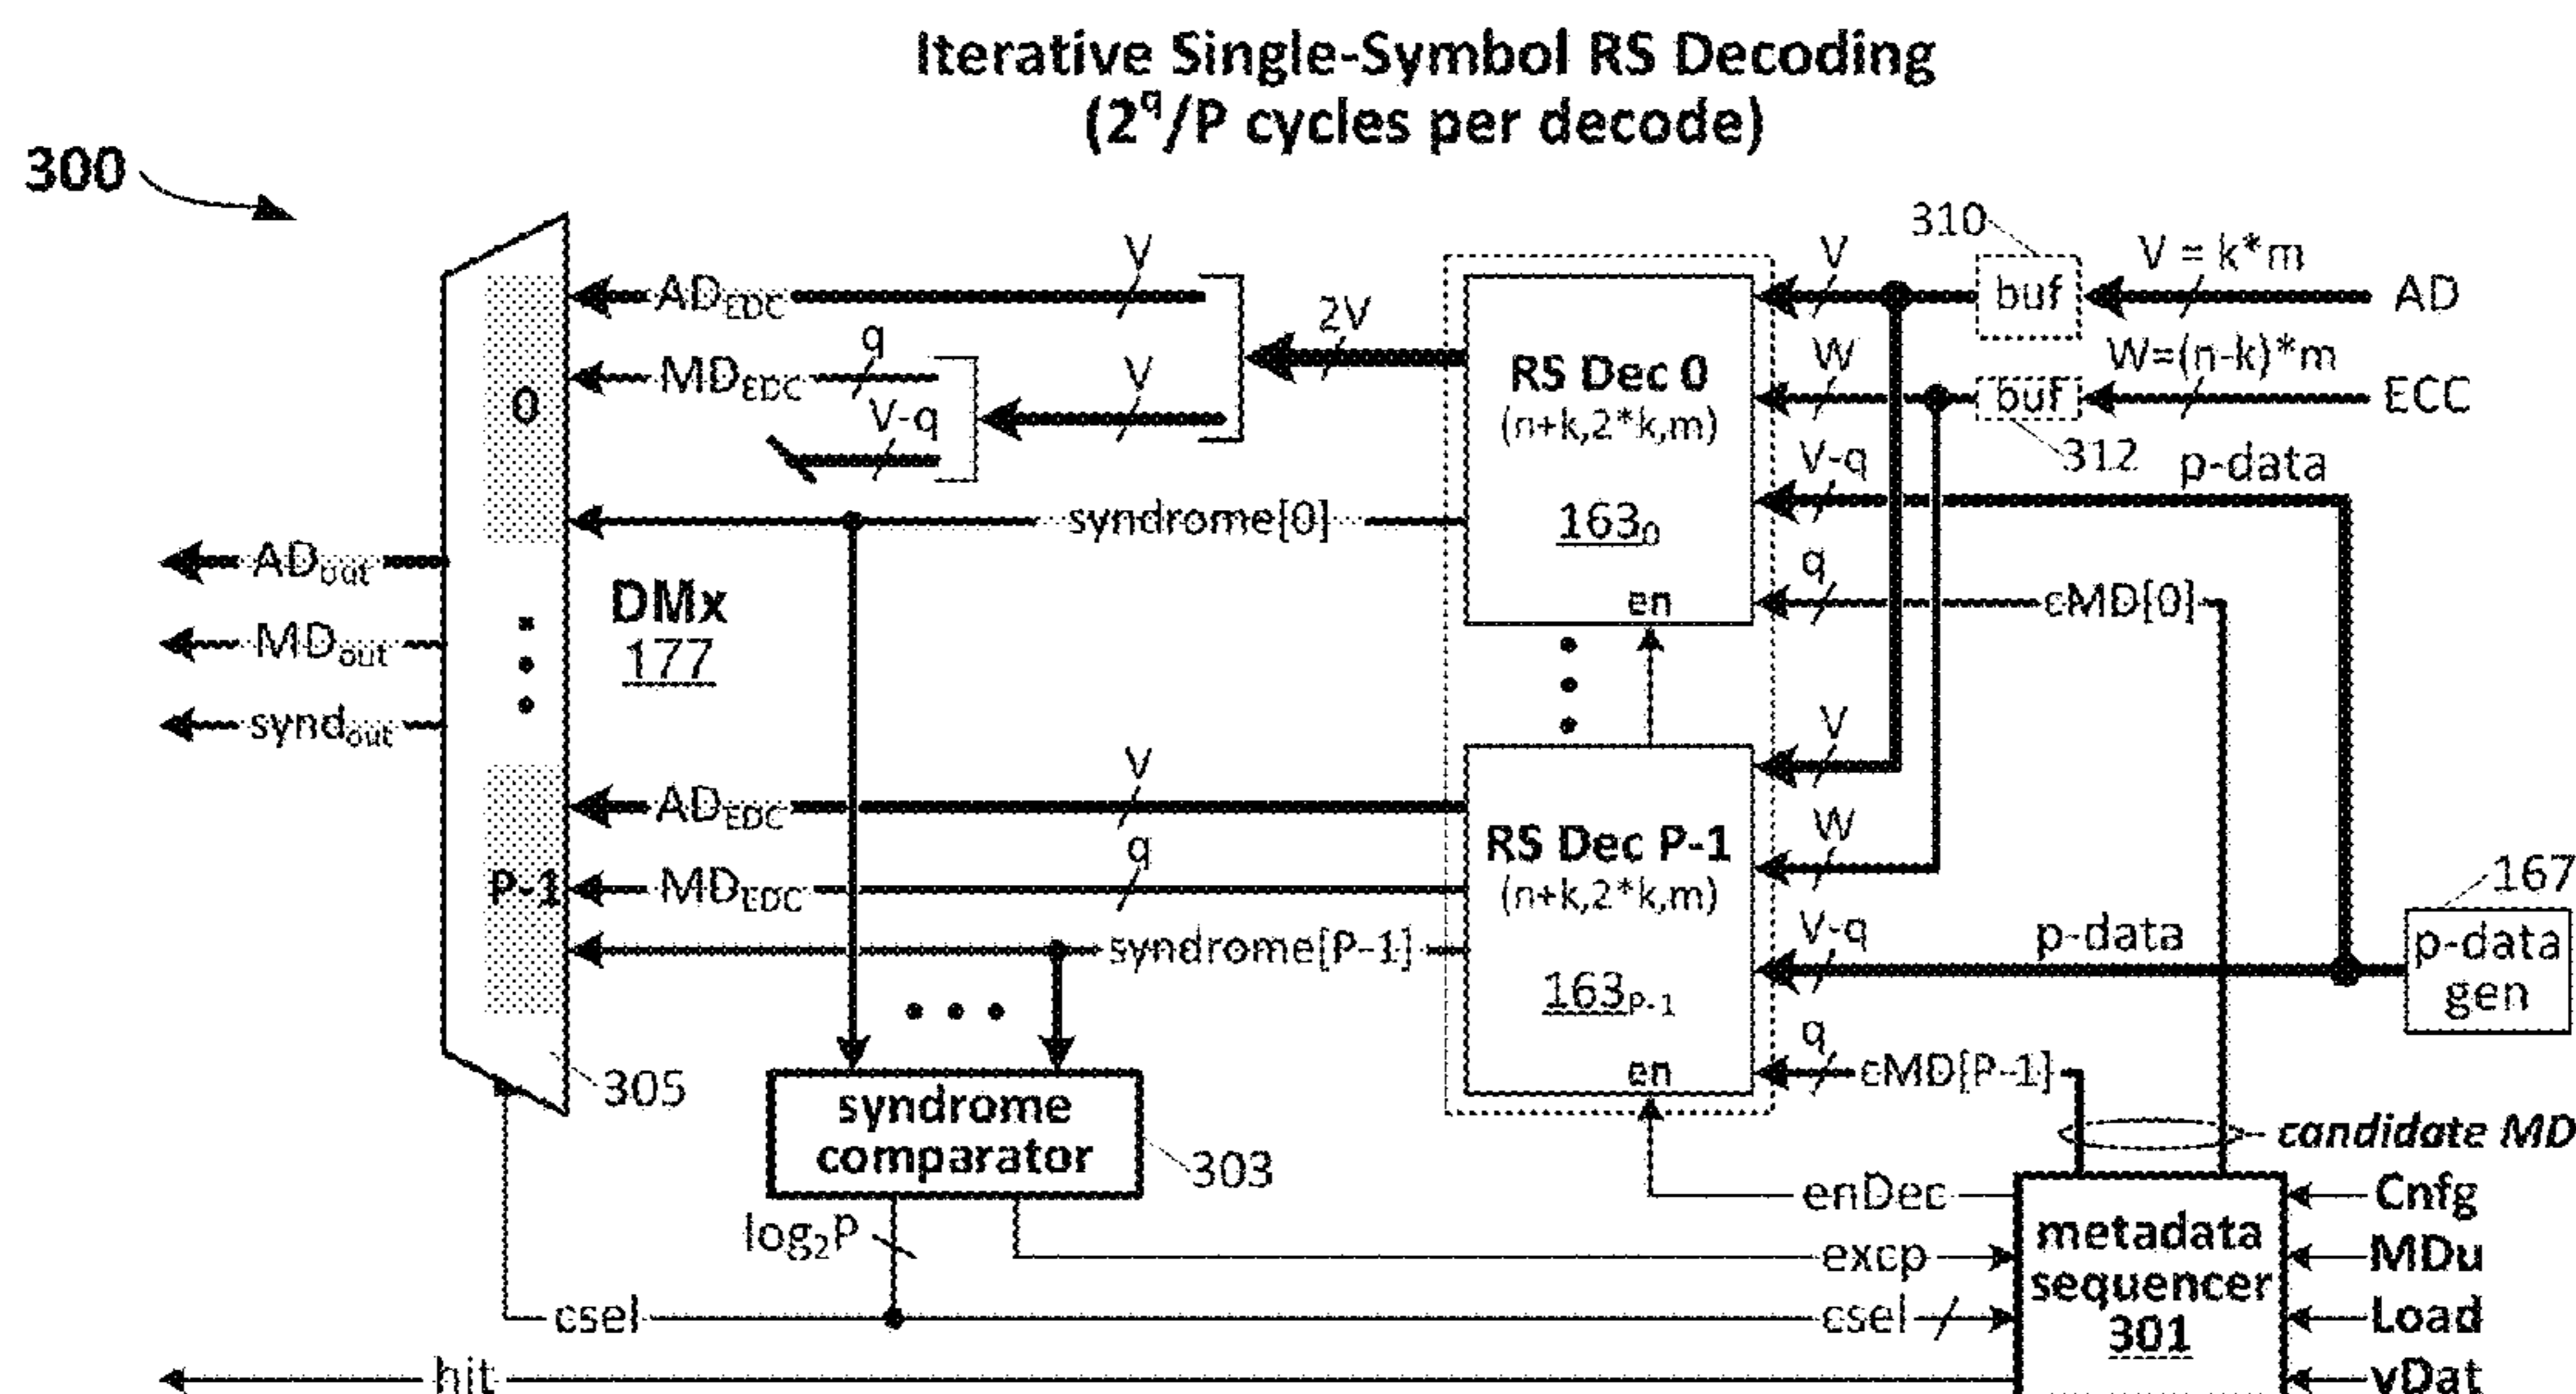 Iterative Single-Symbol RS Decoding
(2^q/P cycles per decode)
300
310
V
V
V = k*m
AD_EDC
2V
buf
AD
q
W
W=(n-k)*m
MD_EDC
V
RS Dec 0
buf
ECC
0
(n+k,2*k,m)
V-q
V-q
312
p-data
syndrome[0]
163_0
AD_out
q
DMx
en
cMD[0]
MD_out
177
synd_out
V
V
AD_EDC
W
q
RS Dec P-1
167
P-1
MD_EDC
(n+k,2*k,m)
V-q
p-data
p-data
gen
syndrome[P-1]
163_P-1
q
en
cMD[P-1]
305
syndrome
comparator
candidate MD
303
enDec
Cnfg
log_2P
metadata
sequencer
301
excp
MDu
csel
csel
Load
hit
vDat